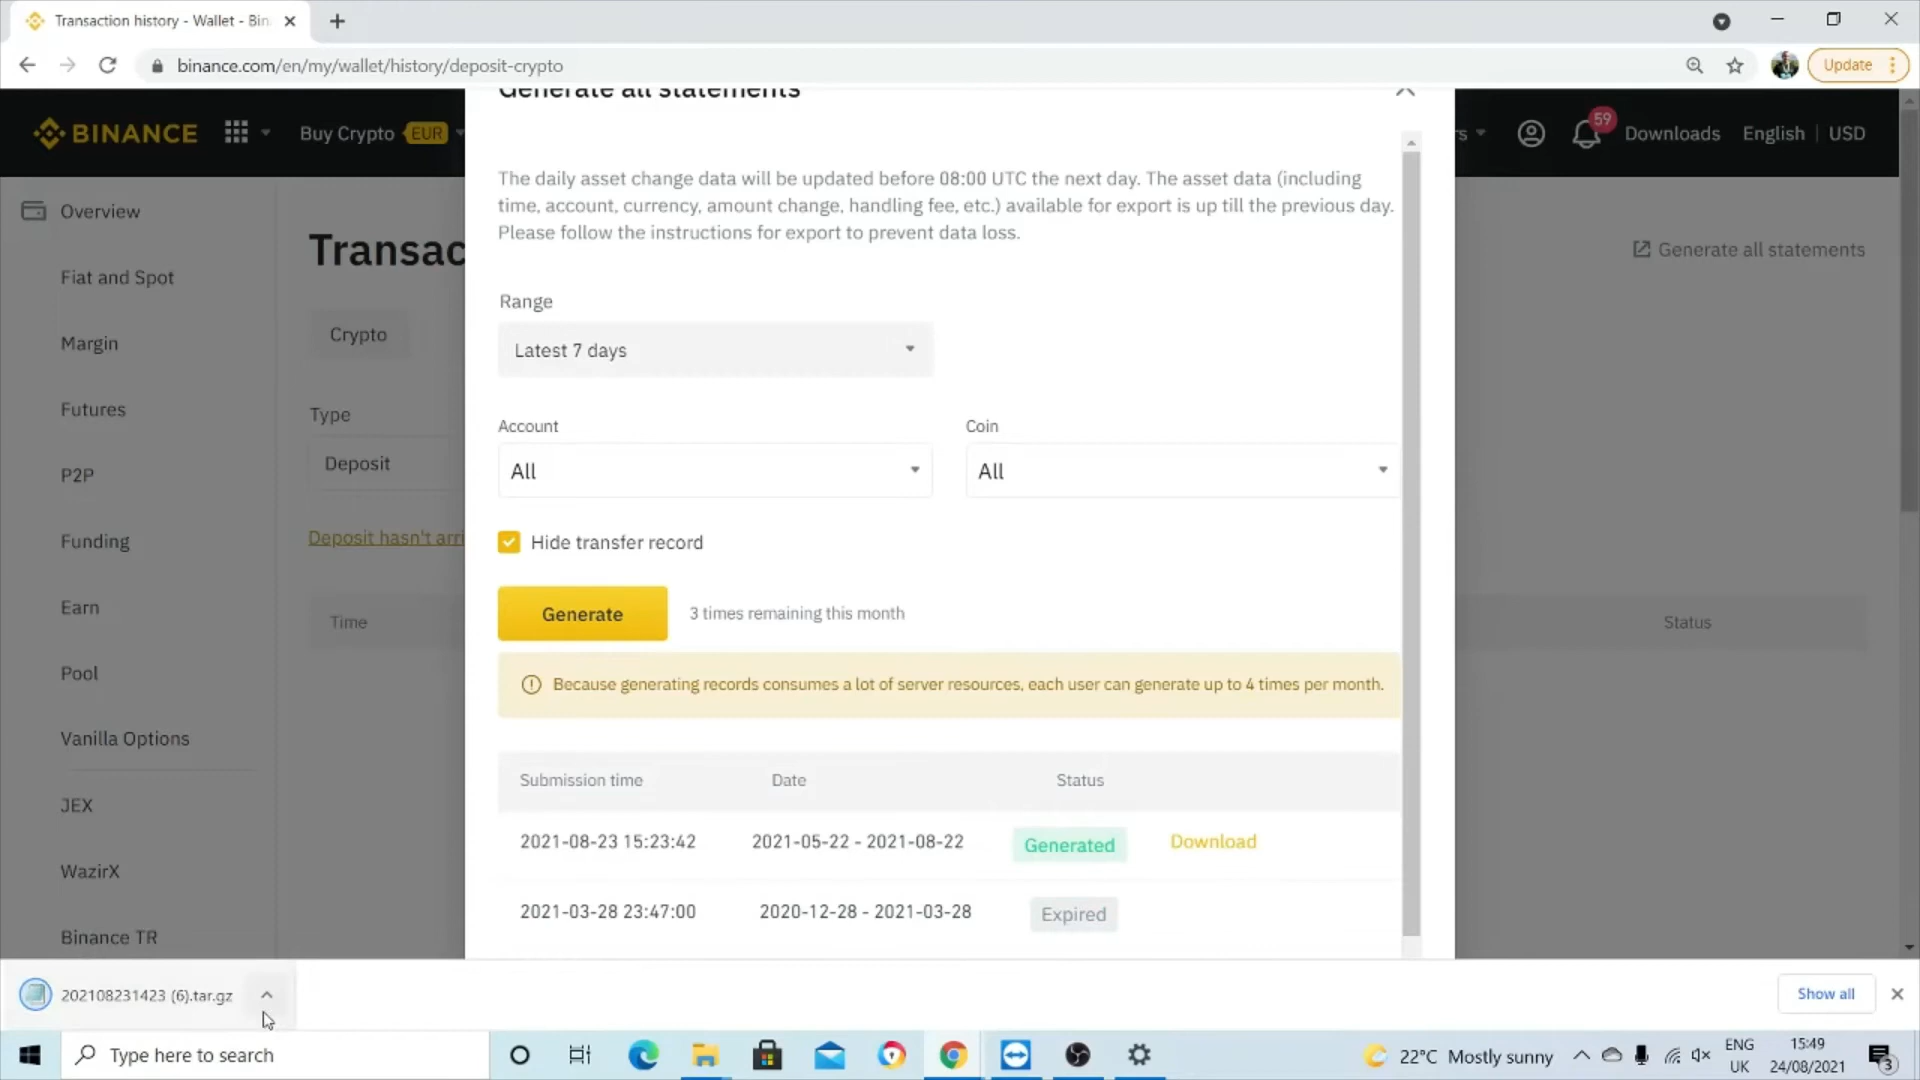 Transaction history - Wallet - Bin
binance.com/en/my/wallet/history/deposit-crypto
Update
Generate all statements
BINANCE
Buy Crypto EUR
59
Downloads
English | USD
Overview
Fiat and Spot
Margin
Futures
P2P
Funding
Earn
Pool
Vanilla Options
JEX
WazirX
Binance TR
Transac
Generate all statements
Crypto
Type
Deposit
Deposit hasn't arri
Time
Status
The daily asset change data will be updated before 08:00 UTC the next day. The asset data (including
time, account, currency, amount change, handling fee, etc.) available for export is up till the previous day.
Please follow the instructions for export to prevent data loss.
Range
Latest 7 days
Account
Coin
All
All
Hide transfer record
Generate
3 times remaining this month
Because generating records consumes a lot of server resources, each user can generate up to 4 times per month.
Submission time Date Status
2021-08-23 15:23:42 2021-05-22 - 2021-08-22 Generated Download
2021-03-28 23:47:00 2020-12-28 - 2021-03-28 Expired
202108231423 (6).tar.gz
Show all
Type here to search
22°C Mostly sunny
ENG
UK
15:49
24/08/2021
3